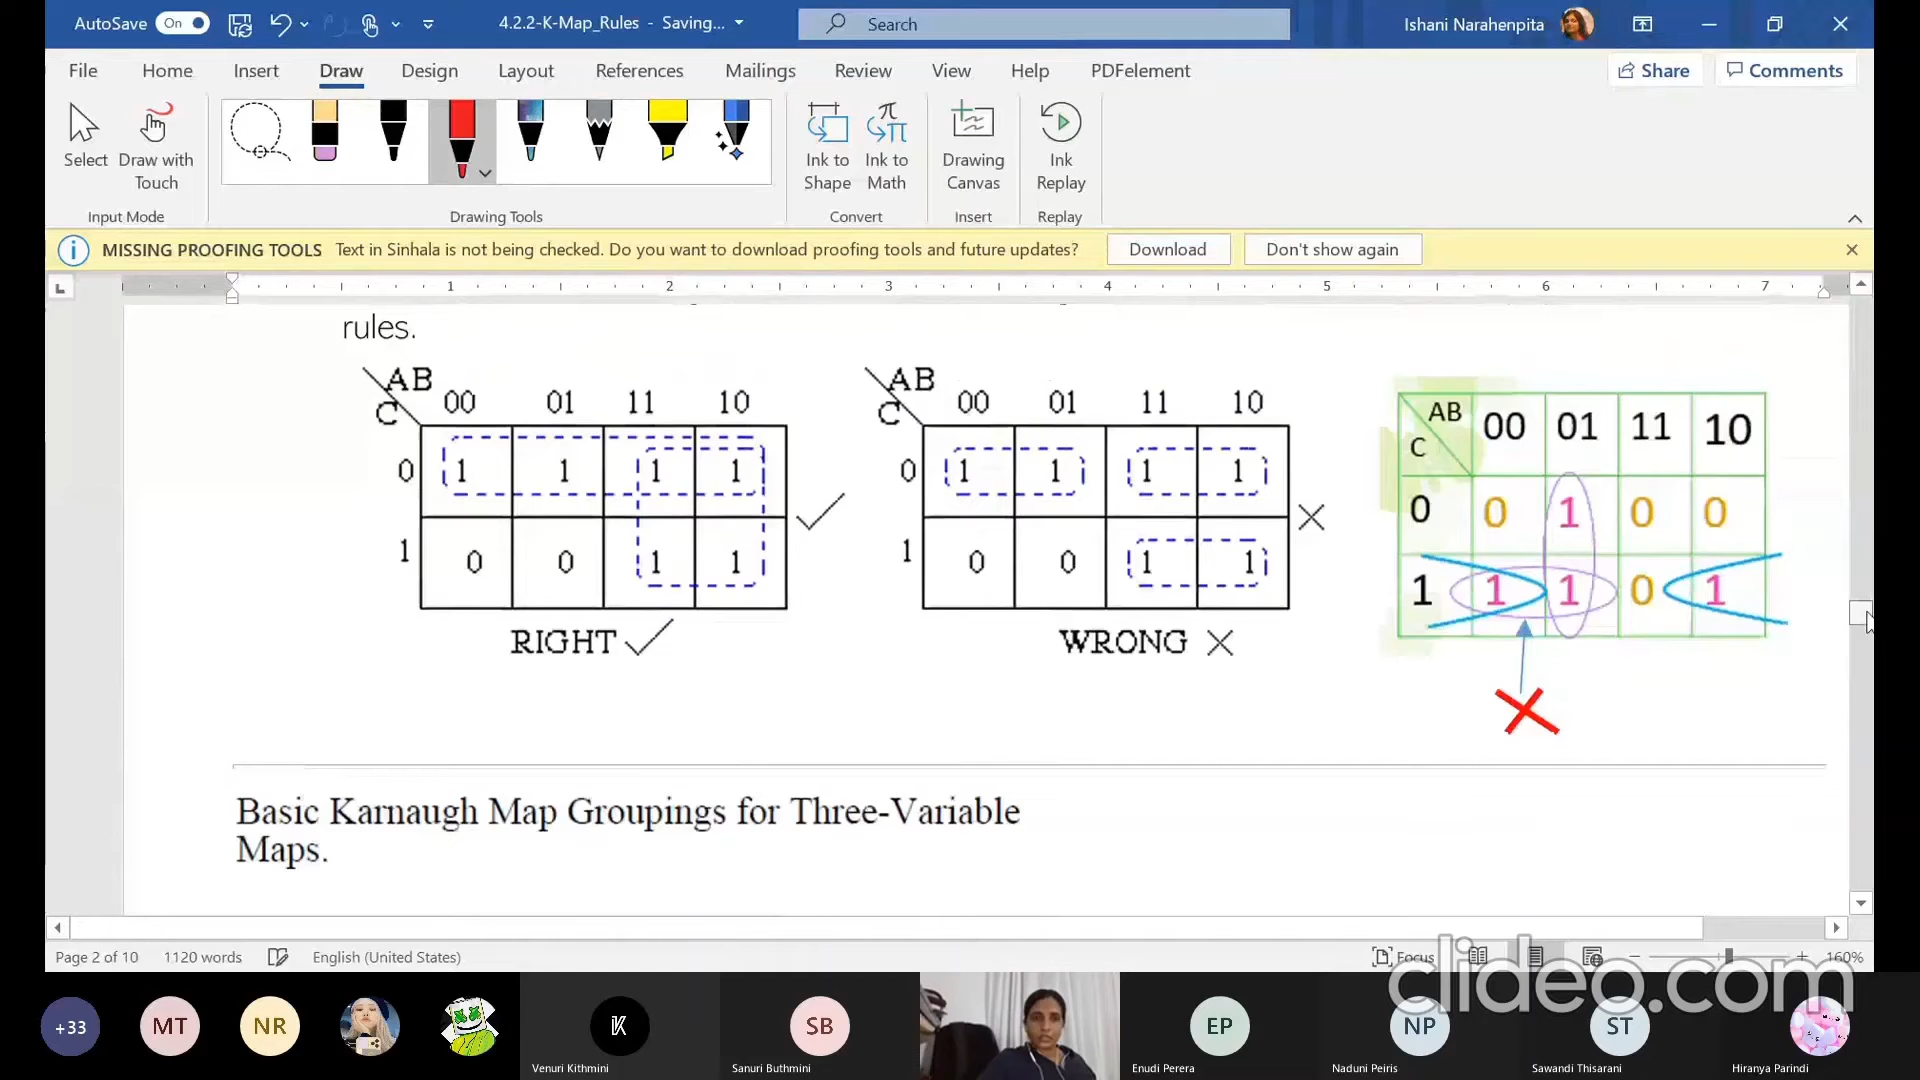 AutoSave On 4.2.2-K-Map_Rules - Saving... Search Ishani Narahenpita
File Home Insert Draw Design Layout References Mailings Review View Help PDFelement Share Comments
Select Draw with Touch Ink to Shape Ink to Math Drawing Canvas Ink Replay
Input Mode Drawing Tools Convert Insert Replay
MISSING PROOFING TOOLS Text in Sinhala is not being checked. Do you want to download proofing tools and future updates? Download Don't show again
1 2 3 4 5 6 7
rules.
AB C 00 01 11 10
0 1 1 1 1
1 0 0 1 1
RIGHT
AB C 00 01 11 10
0 1 1 1 1
1 0 0 1 1
WRONG
AB C 00 01 11 10
0 0 1 0 0
1 1 1 0 1
Basic Karnaugh Map Groupings for Three-Variable
Maps.
Page 2 of 10 1120 words English (United States) Focus 160%
clideo.com
+33 MT NR K SB EP NP ST
Venuri Kithmini Sanuri Buthmini Enudi Perera Naduni Peiris Sawandi Thisarani Hiranya Parindi